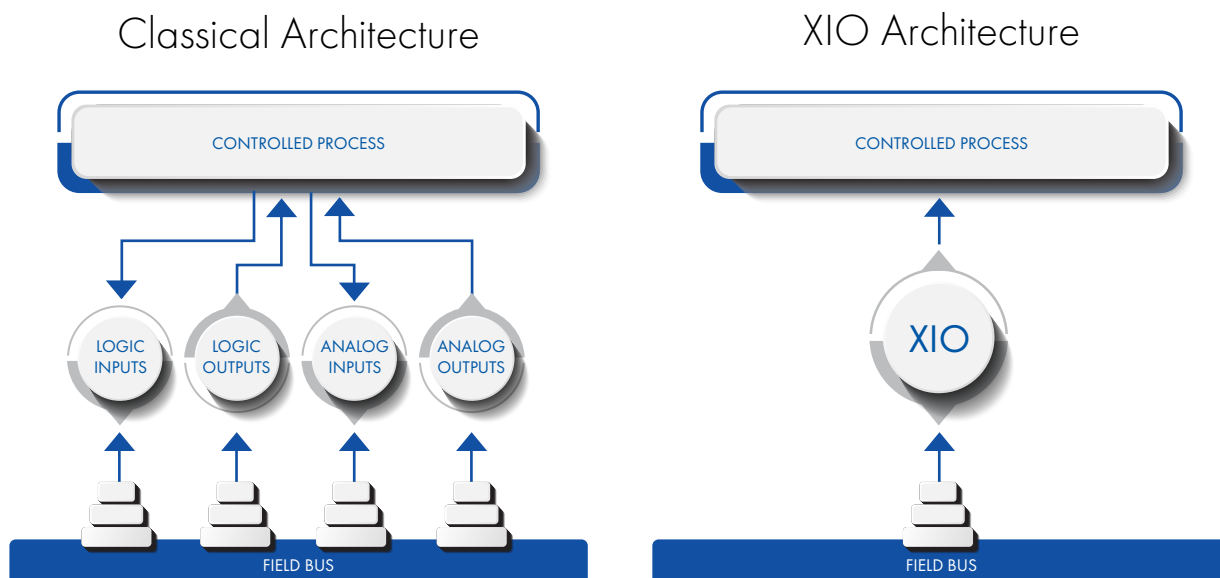 Classical Architecture
CONTROLLED PROCESS
LOGIC
INPUTS
LOGIC
OUTPUTS
ANALOG
INPUTS
ANALOG
OUTPUTS
FIELD BUS
XIO Architecture
CONTROLLED PROCESS
XIO
FIELD BUS